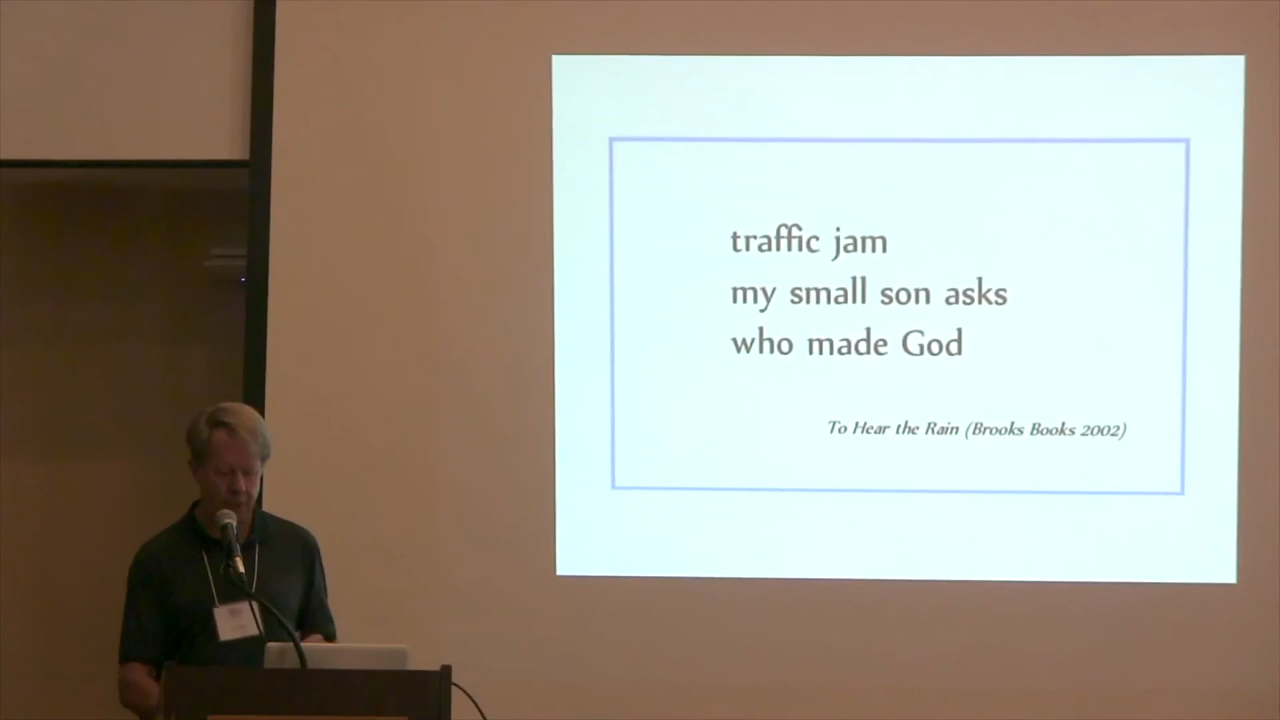 traffic jam
my small son asks
who made God
To Hear the Rain (Brooks Books 2002)